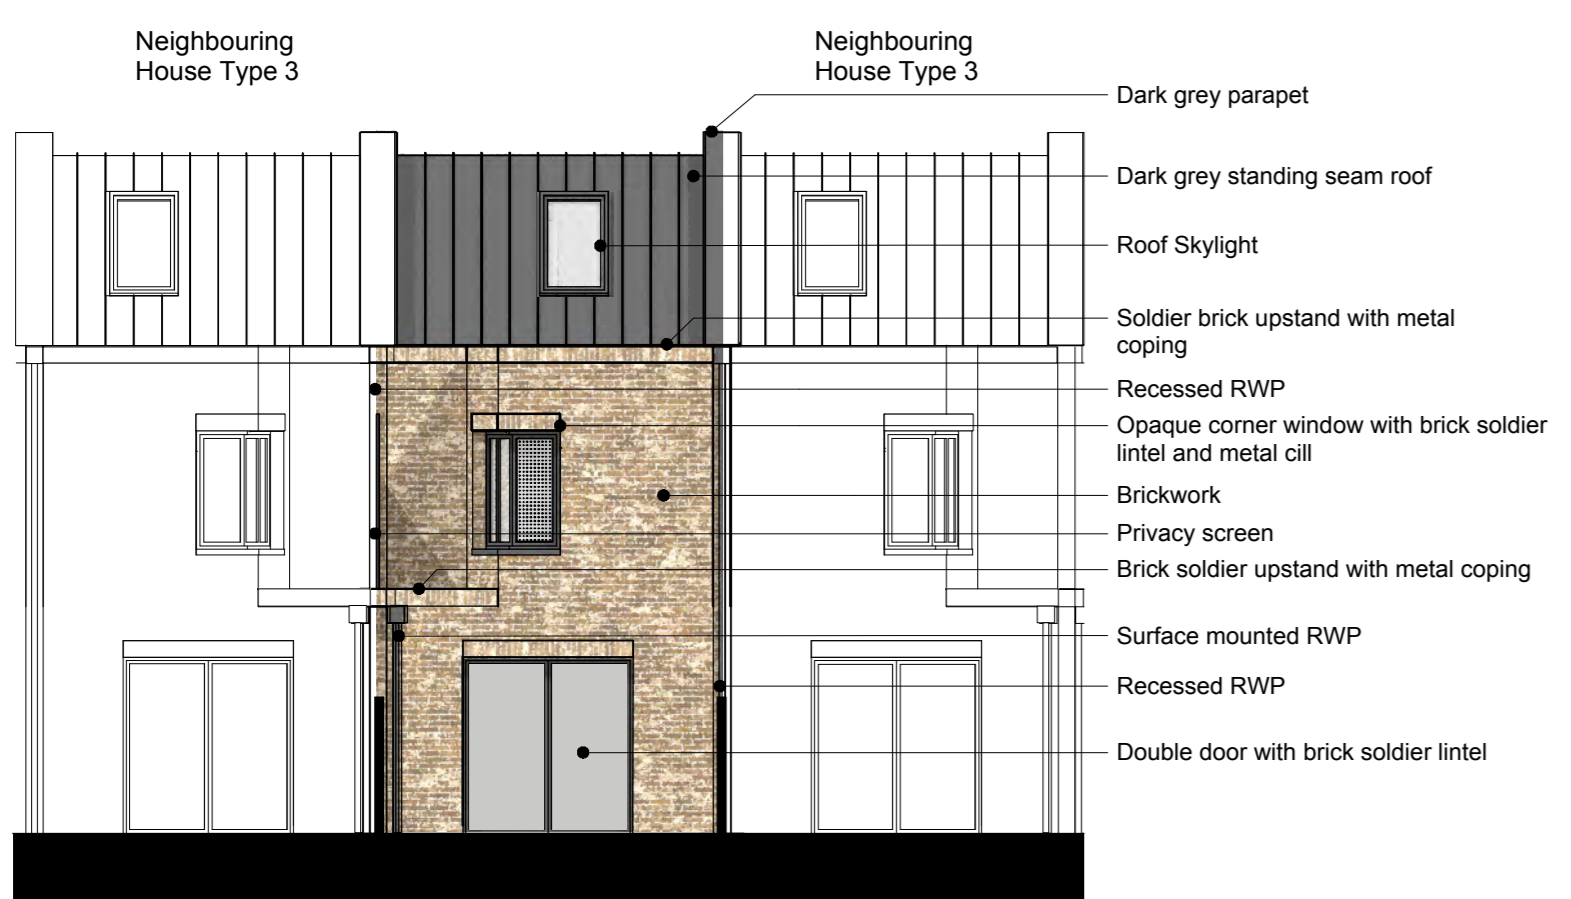 Neighbouring
House Type 3
Neighbouring
House Type 3
Dark grey parapet
Dark grey standing seam roof
Roof Skylight
Soldier brick upstand with metal
coping
Recessed RWP
Opaque corner window with brick soldier
lintel and metal cill
Brickwork
Privacy screen
Brick soldier upstand with metal coping
Surface mounted RWP
Recessed RWP
Double door with brick soldier lintel